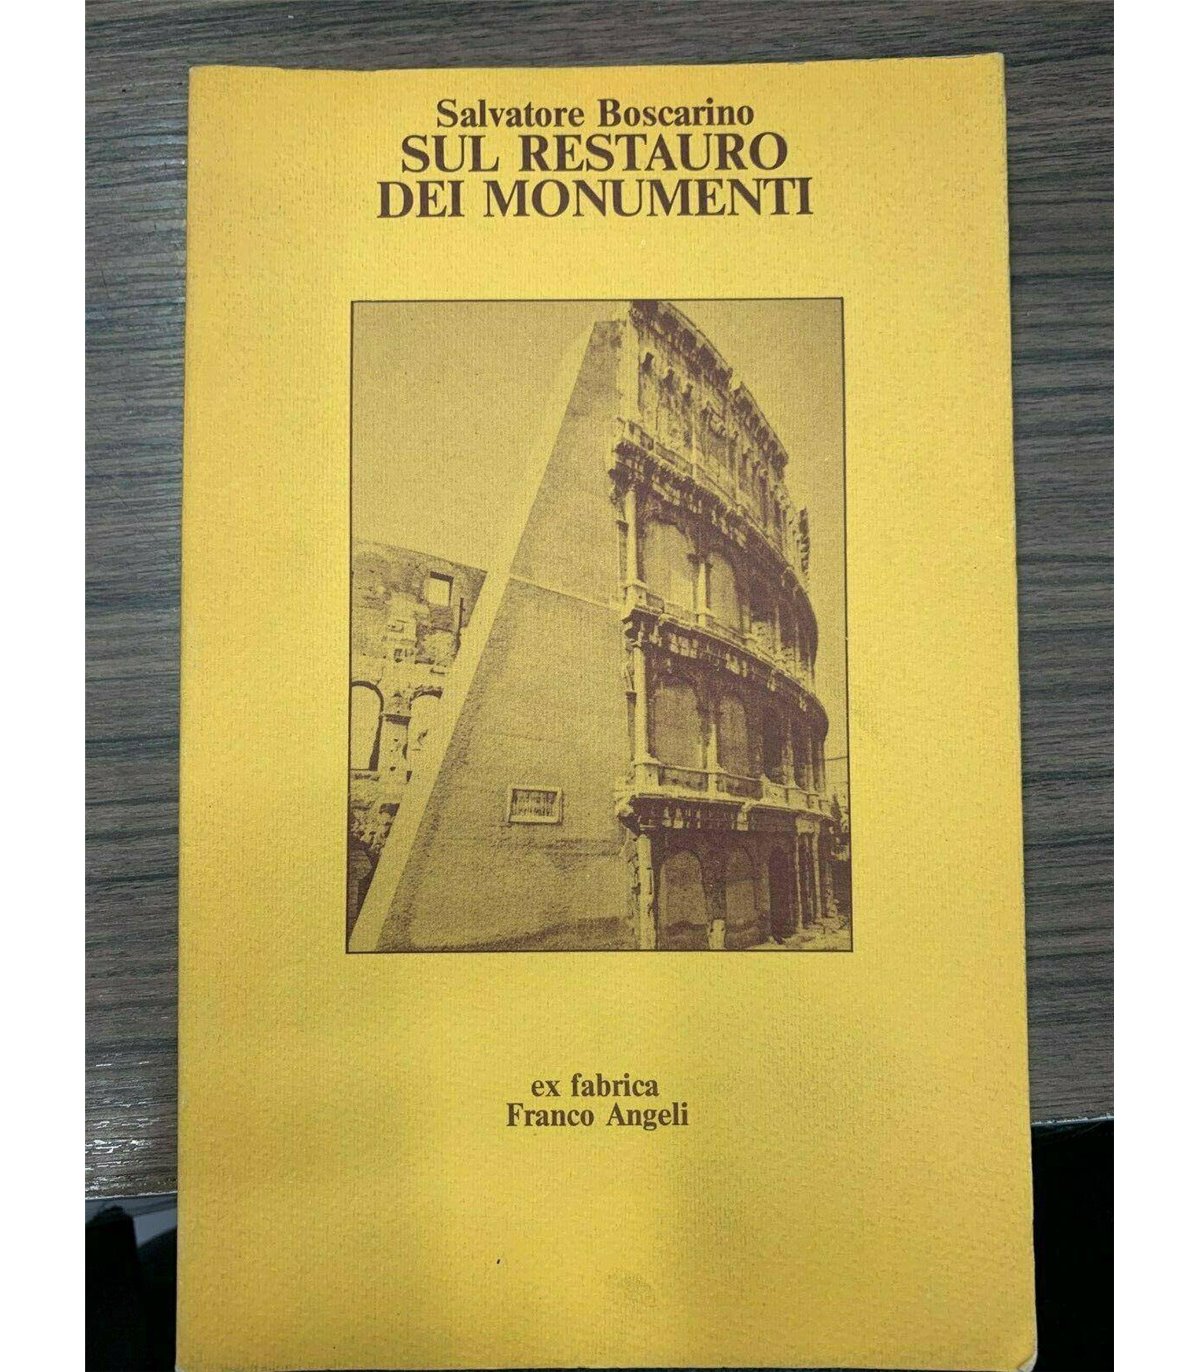 Salvatore Boscarino
SUL RESTAURO
DEI MONUMENTI
ex fabrica
Franco Angeli